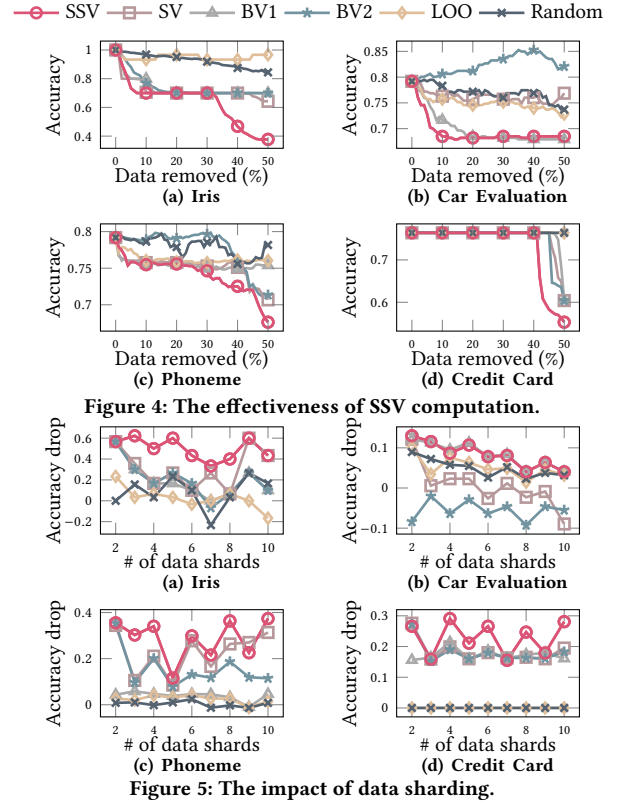 SSV SV BV1 BV2 LOO Random
1
0.8
0.6
0.4
Accuracy
0 10 20 30 40 50
Data removed (%)
(a) Iris
0.85
0.8
0.75
0.7
Accuracy
0 10 20 30 40 50
Data removed (%)
(b) Car Evaluation
0.8
0.75
0.7
Accuracy
0 10 20 30 40 50
Data removed (%)
(c) Phoneme
0.7
0.6
Accuracy
0 10 20 30 40 50
Data removed (%)
(d) Credit Card
Figure 4: The effectiveness of SSV computation.
0.6
0.4
0.2
0
−0.2
Accuracy drop
2 4 6 8 10
# of data shards
(a) Iris
0.1
0
−0.1
Accuracy drop
2 4 6 8 10
# of data shards
(b) Car Evaluation
0.4
0.2
0
Accuracy drop
2 4 6 8 10
# of data shards
(c) Phoneme
0.3
0.2
0.1
0
Accuracy drop
2 4 6 8 10
# of data shards
(d) Credit Card
Figure 5: The impact of data sharding.